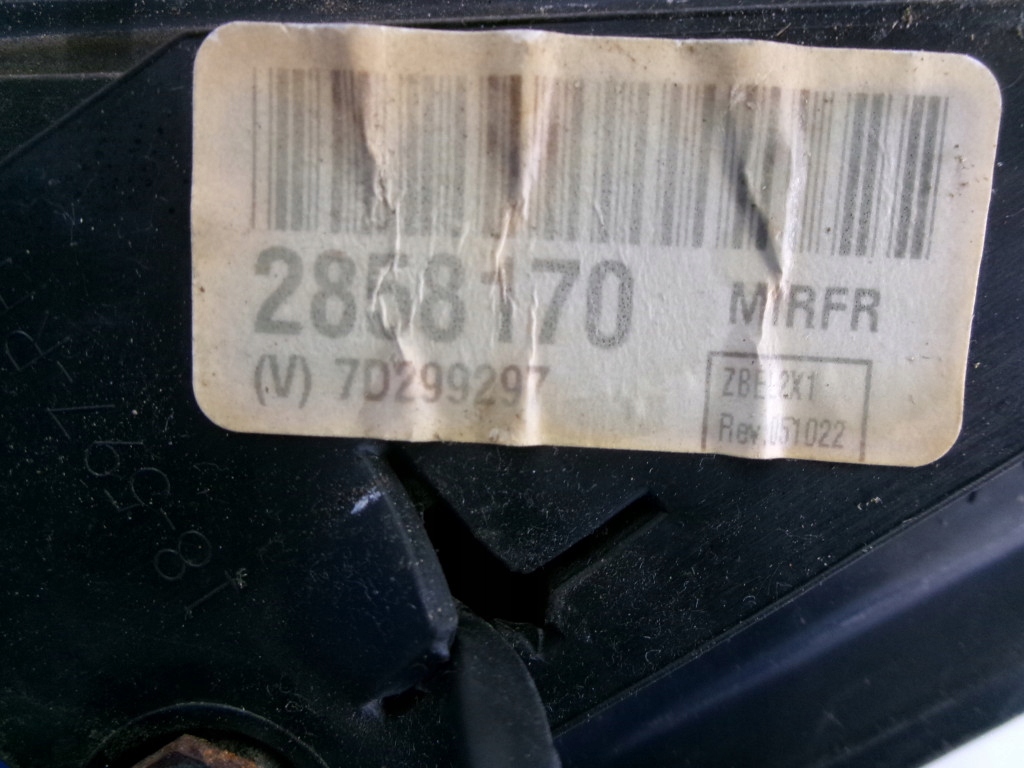 2858170 MIRFR
(V) 7D299297
ZBEL2X1
Rev.051022